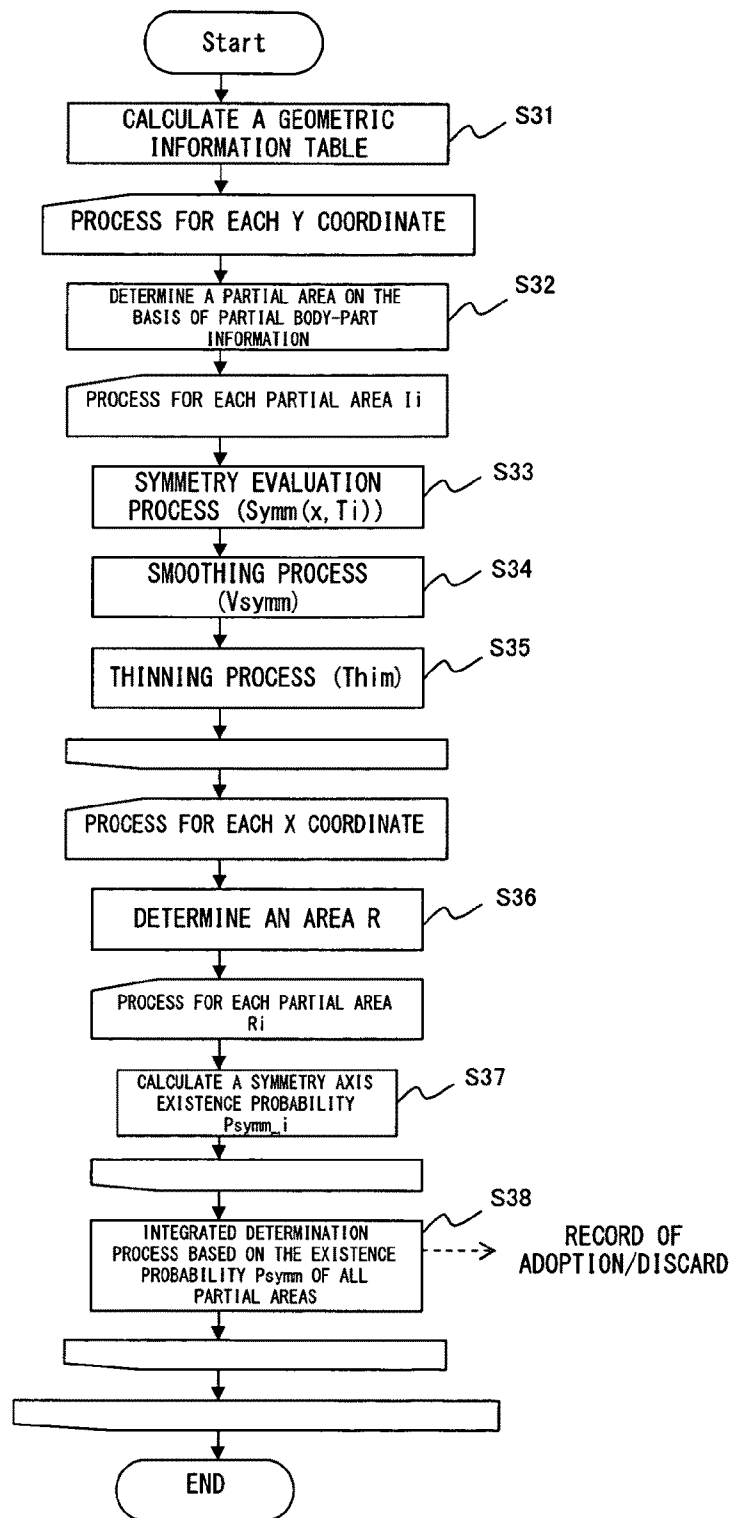 Start
CALCULATE A GEOMETRIC
INFORMATION TABLE
S31
PROCESS FOR EACH Y COORDINATE
DETERMINE A PARTIAL AREA ON THE
BASIS OF PARTIAL BODY-PART
INFORMATION
S32
PROCESS FOR EACH PARTIAL AREA Ii
SYMMETRY EVALUATION
PROCESS (Symm(x,Ti))
S33
SMOOTHING PROCESS
(Vsymm)
S34
THINNING PROCESS (Thim)
S35
PROCESS FOR EACH X COORDINATE
DETERMINE AN AREA R
S36
PROCESS FOR EACH PARTIAL AREA
Ri
CALCULATE A SYMMETRY AXIS
EXISTENCE PROBABILITY
Psymm_i
S37
INTEGRATED DETERMINATION
PROCESS BASED ON THE EXISTENCE
PROBABILITY Psymm OF ALL
PARTIAL AREAS
S38
RECORD OF
ADOPTION/DISCARD
END